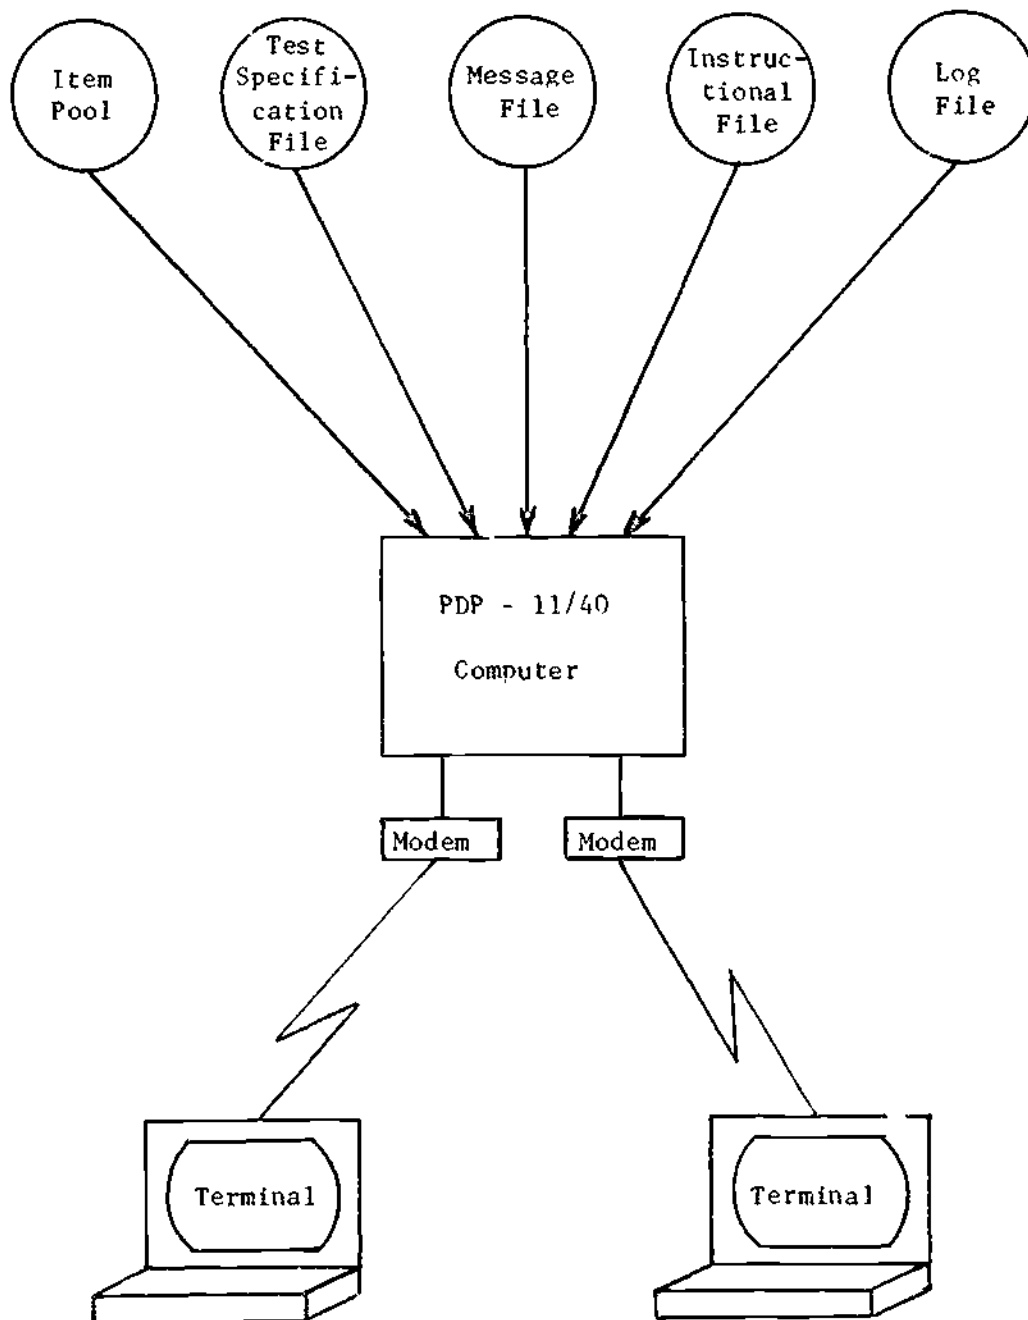 Item
Pool
Test
Specifi-
cation
File
Message
File
Instruc-
tional
File
Log
File
PDP - 11/40
Computer
Modem
Modem
Terminal
Terminal